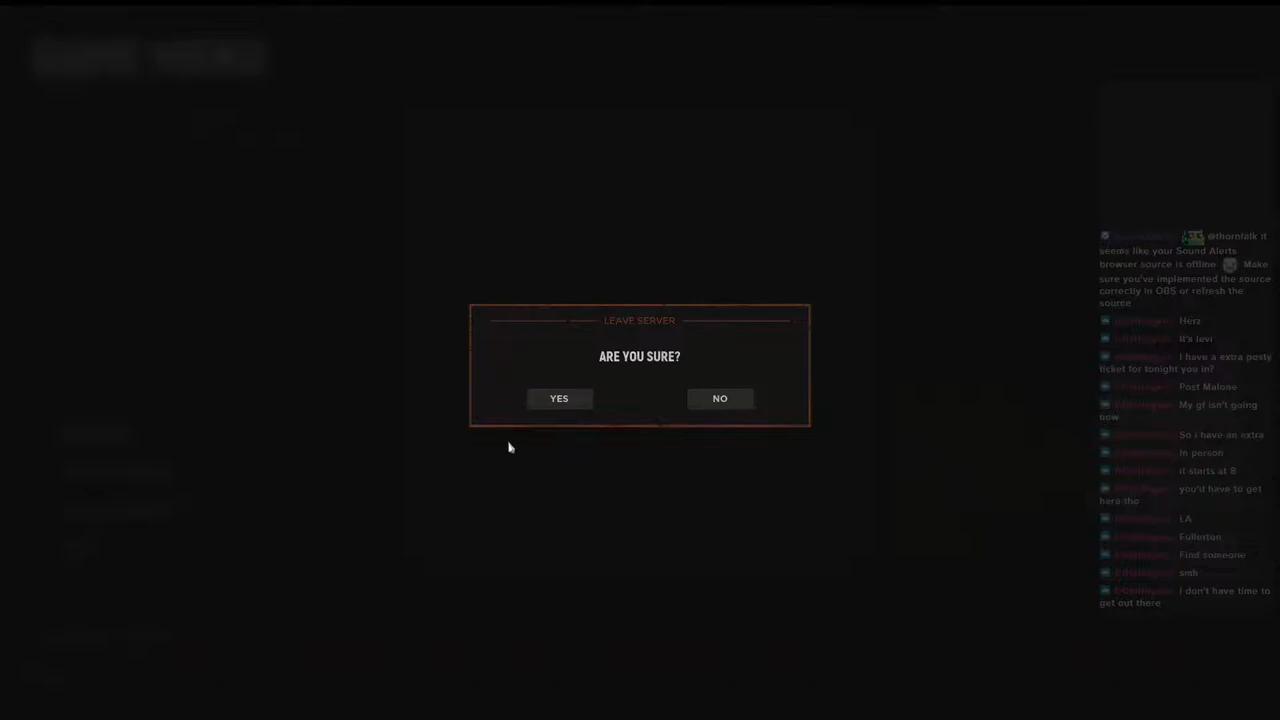 LEAVE SERVER
ARE YOU SURE?
YES
NO
@thornfalk it
seems like your Sound Alerts
browser source is offline Make
sure you've implemented the source
correctly in OBS or refresh the
source
Herz
It's levi
I have a extra posty
ticket for tonight you in?
Post Malone
My gf isn't going
now
So i have an extra
In person
it starts at 8
you'd have to get
here tho
LA
Fullerton
Find someone
smh
I don't have time to
get out there